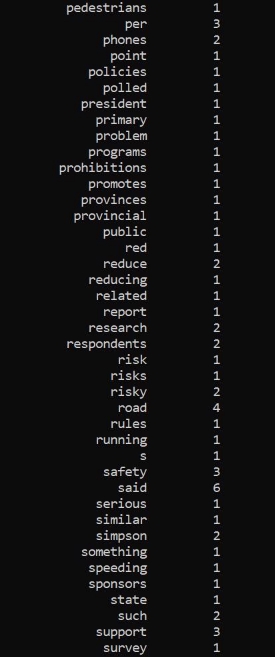 pedestrians 1
per 3
phones 2
point 1
policies 1
polled 1
president 1
primary 1
problem 1
programs 1
prohibitions 1
promotes 1
provinces 1
provincial 1
public 1
red 1
reduce 2
reducing 1
related 1
report 1
research 2
respondents 2
risk 1
risks 1
risky 2
road 4
rules 1
running 1
s 1
safety 3
said 6
serious 1
similar 1
simpson 2
something 1
speeding 1
sponsors 1
state 1
such 2
support 3
survey 1